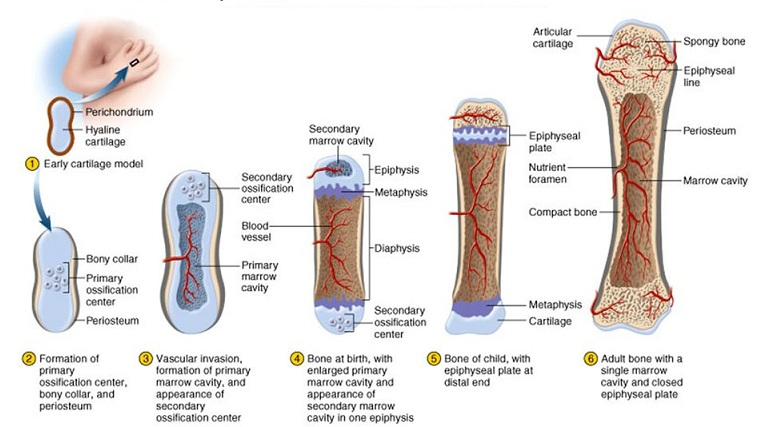 Perichondrium
Hyaline
cartilage
1 Early cartilage model
Bony collar
Primary
ossification
center
Periosteum
2 Formation of
primary
ossification center,
bony collar, and
periosteum
Secondary
ossification
center
Blood
vessel
Primary
marrow
cavity
3 Vascular invasion,
formation of primary
marrow cavity, and
appearance of
secondary
ossification center
Secondary
marrow cavity
Epiphysis
Metaphysis
Diaphysis
Secondary
ossification
center
4 Bone at birth, with
enlarged primary
marrow cavity and
appearance of
secondary marrow
cavity in one epiphysis
Epiphyseal
plate
Metaphysis
Cartilage
5 Bone of child, with
epiphyseal plate at
distal end
Articular
cartilage
Spongy bone
Epiphyseal
line
Periosteum
Nutrient
foramen
Marrow cavity
Compact bone
6 Adult bone with a
single marrow
cavity and closed
epiphyseal plate